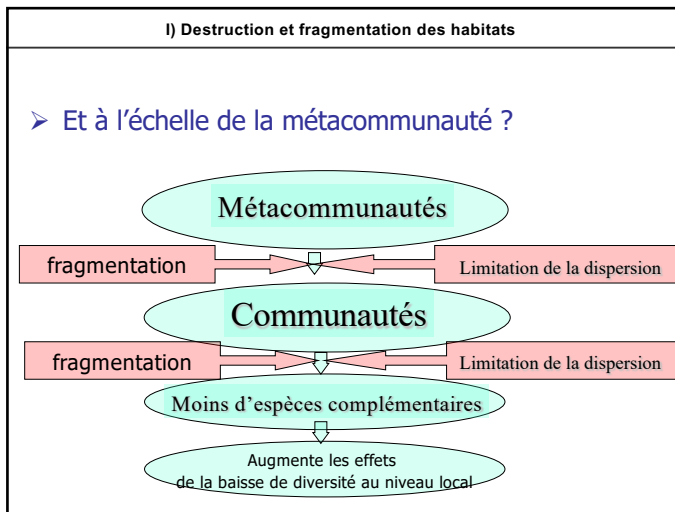 I) Destruction et fragmentation des habitats
➢ Et à l'échelle de la métacommunauté ?
Métacommunautés
fragmentation
Limitation de la dispersion
Communautés
fragmentation
Limitation de la dispersion
Moins d'espèces complémentaires
Augmente les effets
de la baisse de diversité au niveau local